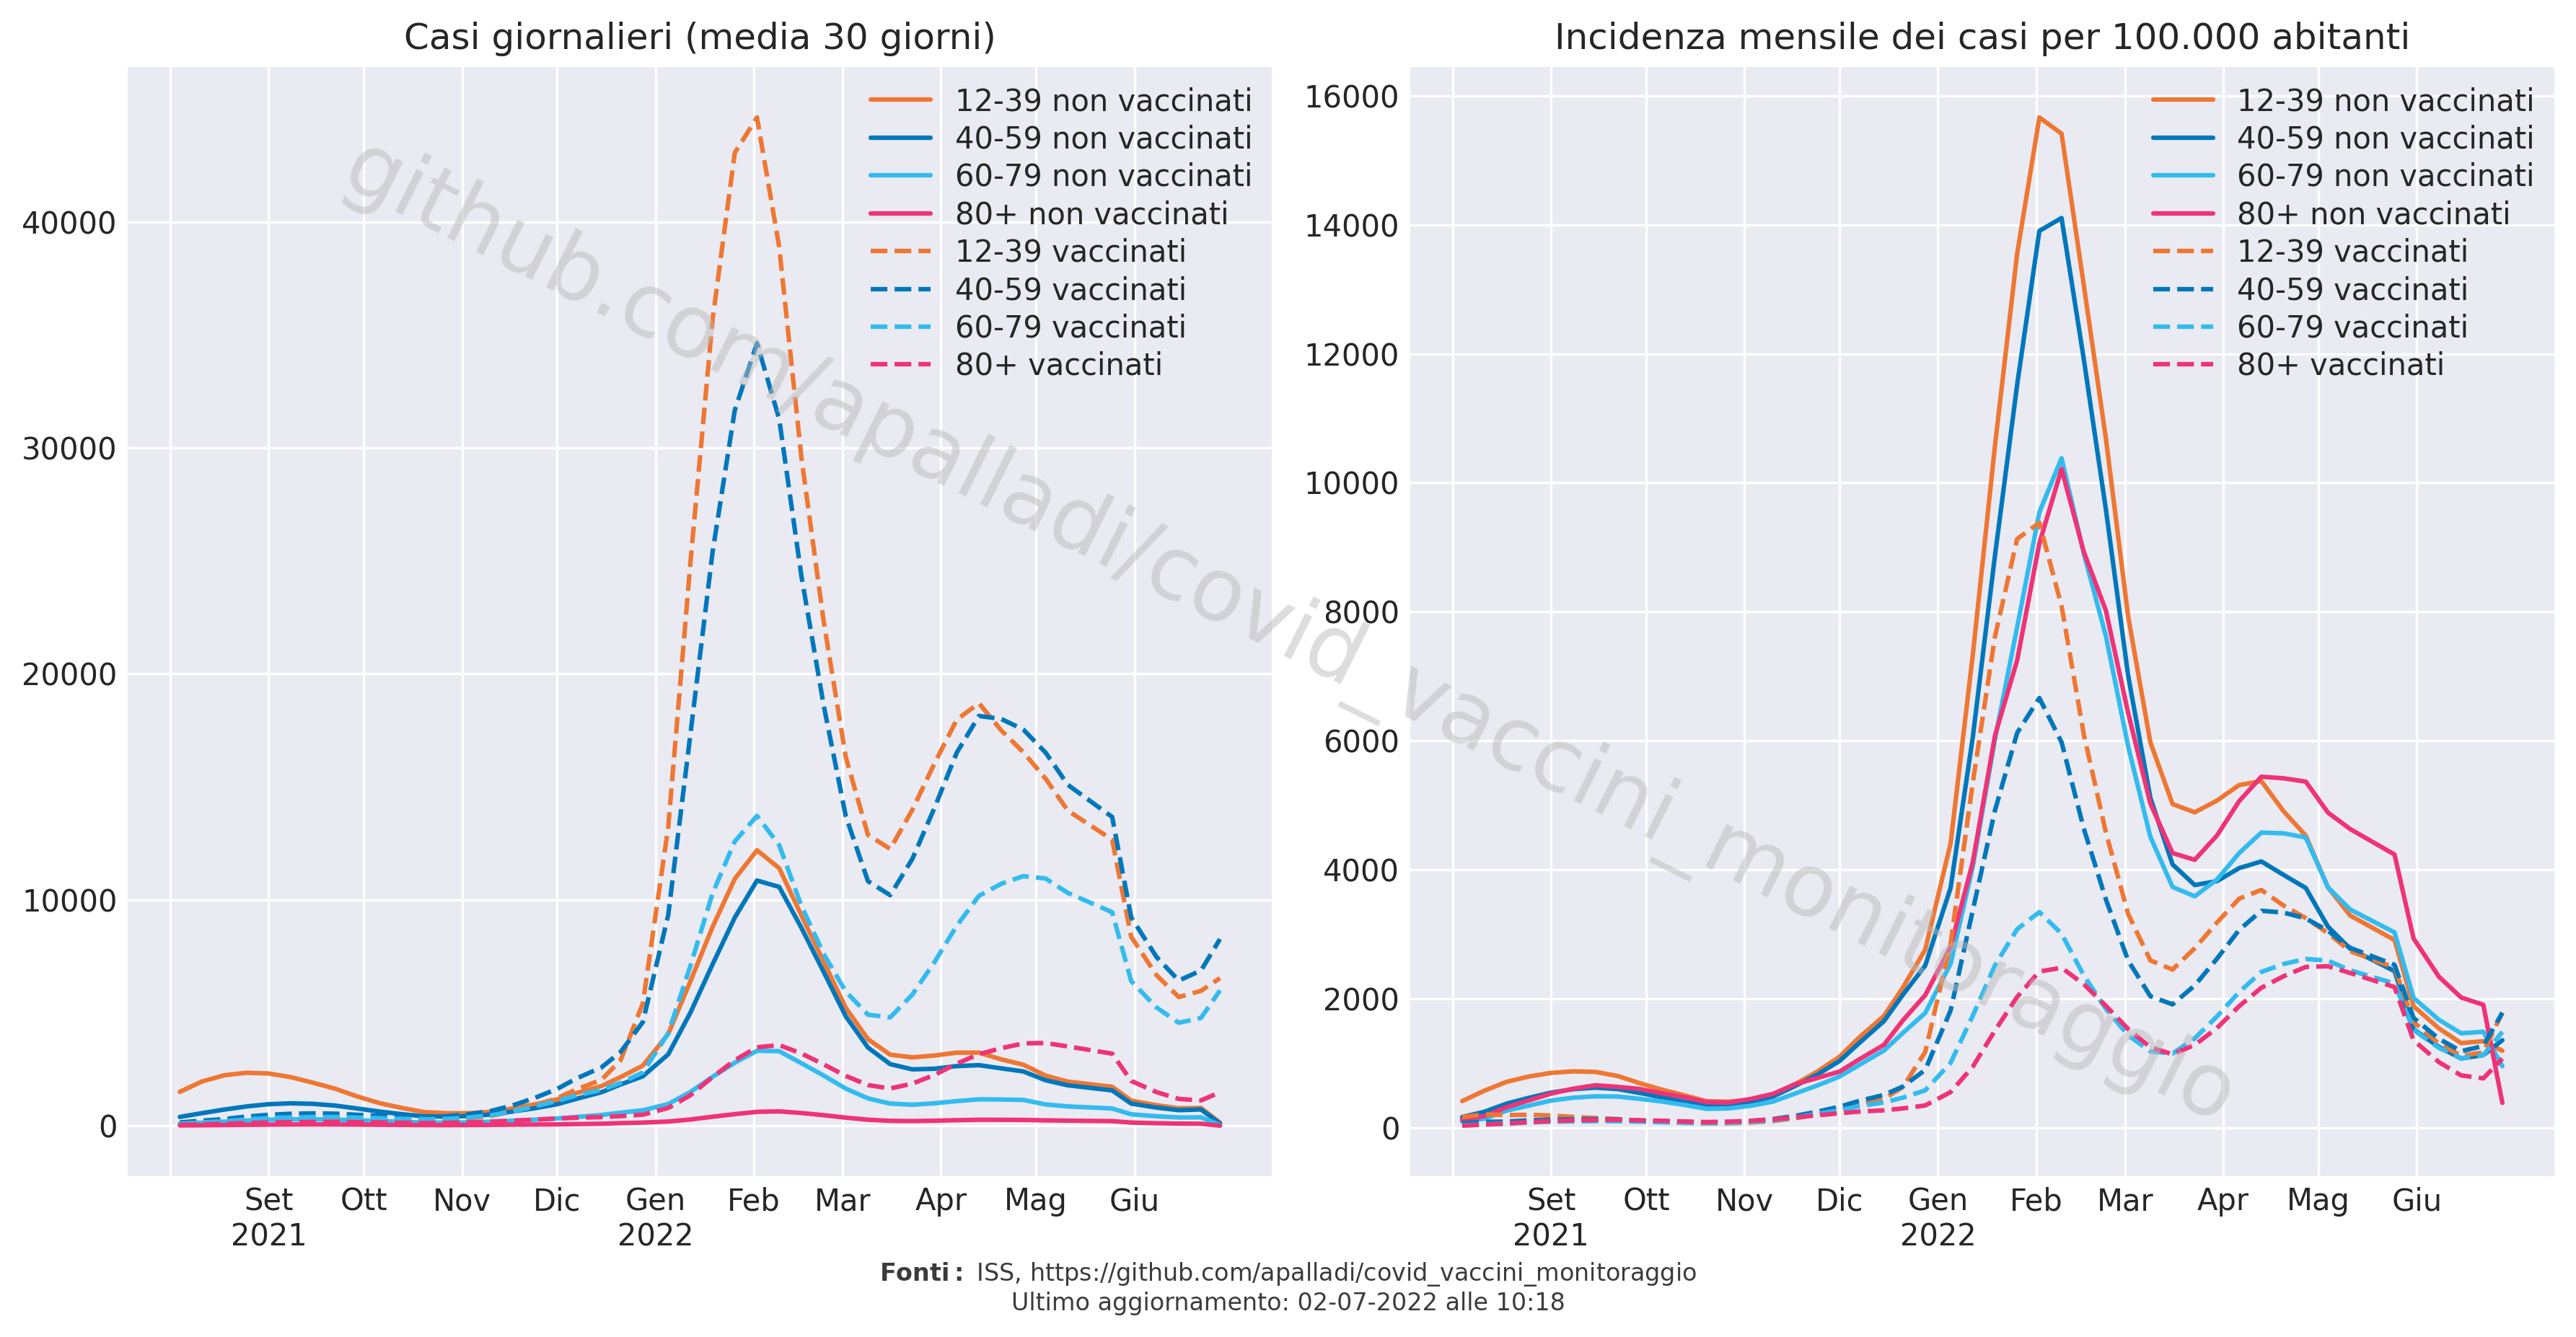 Casi giornalieri (media 30 giorni)
40000
30000
20000
10000
0
Set
2021
Ott
Nov
Dic
Gen
2022
Feb
Mar
Apr
Mag
Giu
12-39 non vaccinati
40-59 non vaccinati
60-79 non vaccinati
80+ non vaccinati
12-39 vaccinati
40-59 vaccinati
60-79 vaccinati
80+ vaccinati
Incidenza mensile dei casi per 100.000 abitanti
16000
14000
12000
10000
8000
6000
4000
2000
0
Set
2021
Ott
Nov
Dic
Gen
2022
Feb
Mar
Apr
Mag
Giu
12-39 non vaccinati
40-59 non vaccinati
60-79 non vaccinati
80+ non vaccinati
12-39 vaccinati
40-59 vaccinati
60-79 vaccinati
80+ vaccinati
github.com/apalladi/covid_vaccini_monitoraggio
Fonti: ISS, https://github.com/apalladi/covid_vaccini_monitoraggio
Ultimo aggiornamento: 02-07-2022 alle 10:18